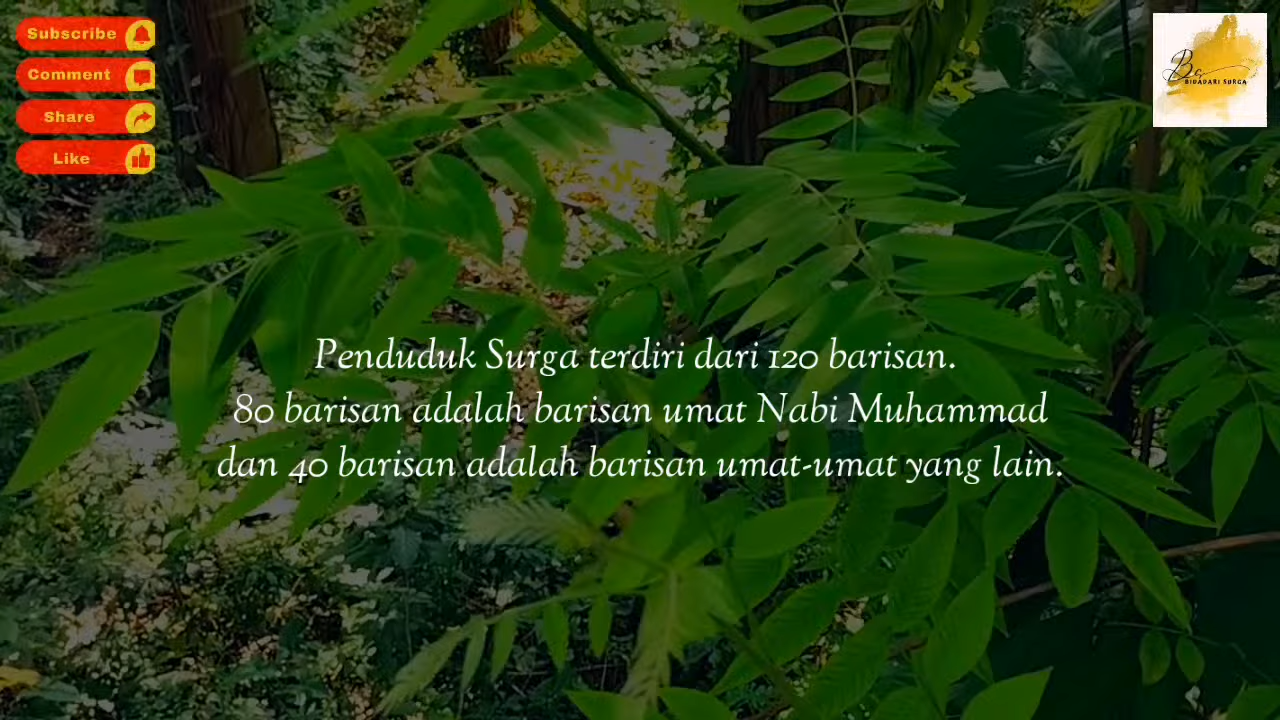 Subscribe
Comment
Share
Like
BIDADARI SURGA
Penduduk Surga terdiri dari 120 barisan.
80 barisan adalah barisan umat Nabi Muhammad
dan 40 barisan adalah barisan umat-umat yang lain.